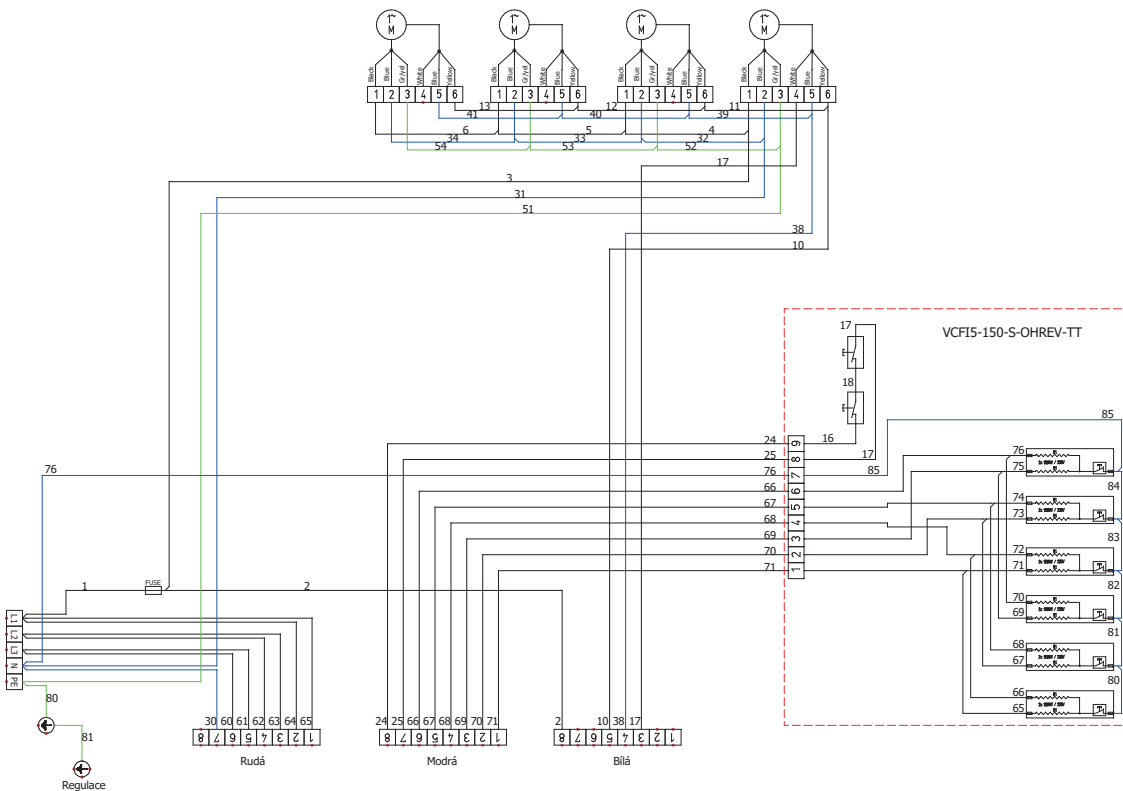 1~ 1~ 1~ 1~
M M M M
Black Blue Gr/yel White Blue Yellow Black Blue Gr/yel White Blue Yellow Black Blue Gr/yel White Blue Yellow Black Blue Gr/yel White Blue Yellow
1 2 3 4 5 6 1 2 3 4 5 6 1 2 3 4 5 6 1 2 3 4 5 6
13 12 11
41 40 39
6 5 4
34 33 32
54 53 52
17
3
31
51
38
10
VCFI5-150-S-OHREV-TT
17
18
16
17
85
85
24 9
25 8
76 76 7
66 6
67 5
68 4
69 3
70 2
71 1
76
75
84
74
73
83
72
71
82
70
69
81
68
67
80
66
65
1 FUSE 2
L1
L2
L3
N
PE
80
81
Regulace
30 60 61 62 63 64 65
8 7 6 5 4 3 2 1
Rudá
24 25 66 67 68 69 70 71
8 7 6 5 4 3 2 1
Modrá
2 10 38 17
8 7 6 5 4 3 2 1
Bílá